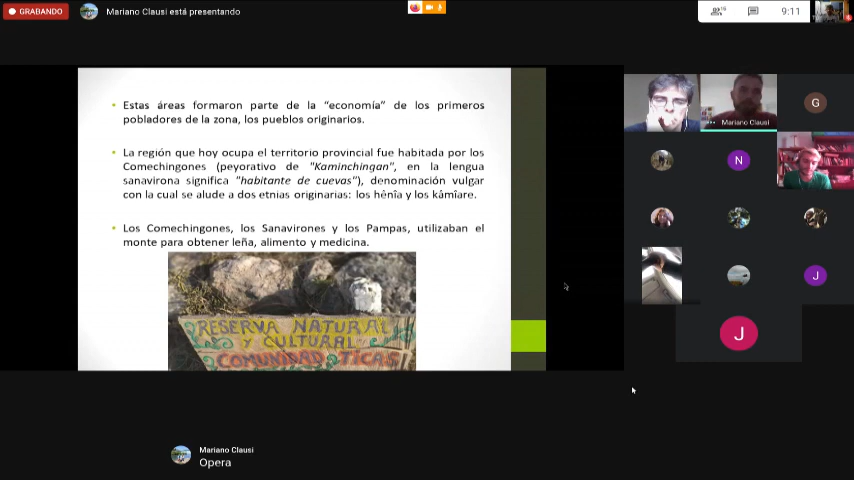 GRABANDO
Mariano Clausi está presentando
9:11
• Estas áreas formaron parte de la “economía” de los primeros
pobladores de la zona, los pueblos originarios.
• La región que hoy ocupa el territorio provincial fue habitada por los
Comechingones (peyorativo de "Kaminchingan", en la lengua
sanavirona significa "habitante de cuevas"), denominación vulgar
con la cual se alude a dos etnias originarias: los hênîa y los kâmîare.
• Los Comechingones, los Sanavirones y los Pampas, utilizaban el
monte para obtener leña, alimento y medicina.
RESERVA NATURAL
Y CULTURAL
COMUNIDAD TICAS
Mariano Clausi
G
N
J
J
Mariano Clausi
Opera